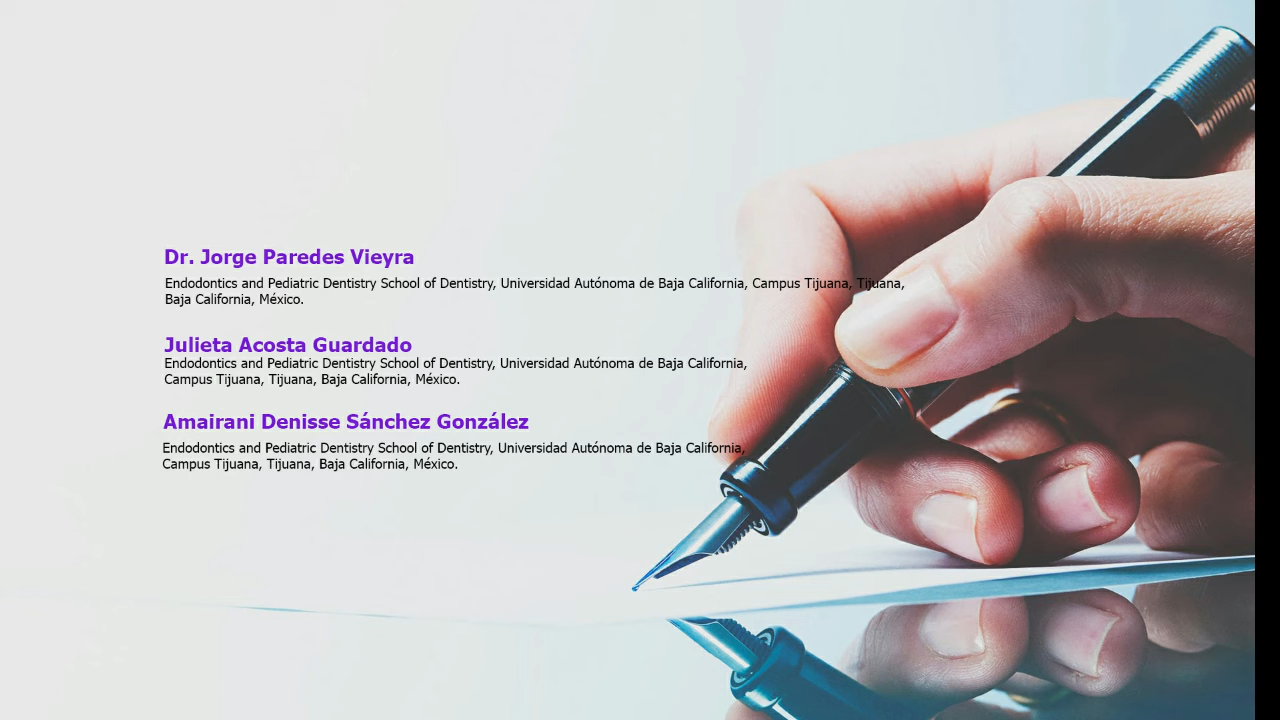 Dr. Jorge Paredes Vieyra
Endodontics and Pediatric Dentistry School of Dentistry, Universidad Autónoma de Baja California, Campus Tijuana, Tijuana,
Baja California, México.
Julieta Acosta Guardado
Endodontics and Pediatric Dentistry School of Dentistry, Universidad Autónoma de Baja California,
Campus Tijuana, Tijuana, Baja California, México.
Amairani Denisse Sánchez González
Endodontics and Pediatric Dentistry School of Dentistry, Universidad Autónoma de Baja California,
Campus Tijuana, Tijuana, Baja California, México.